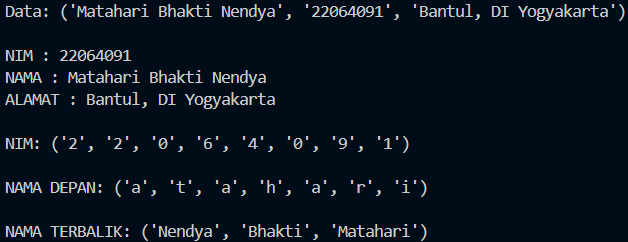 Data: ('Matahari Bhakti Nendya', '22064091', 'Bantul, DI Yogyakarta')
NIM : 22064091
NAMA : Matahari Bhakti Nendya
ALAMAT : Bantul, DI Yogyakarta
NIM: ('2', '2', '0', '6', '4', '0', '9', '1')
NAMA DEPAN: ('a', 't', 'a', 'h', 'a', 'r', 'i')
NAMA TERBALIK: ('Nendya', 'Bhakti', 'Matahari')